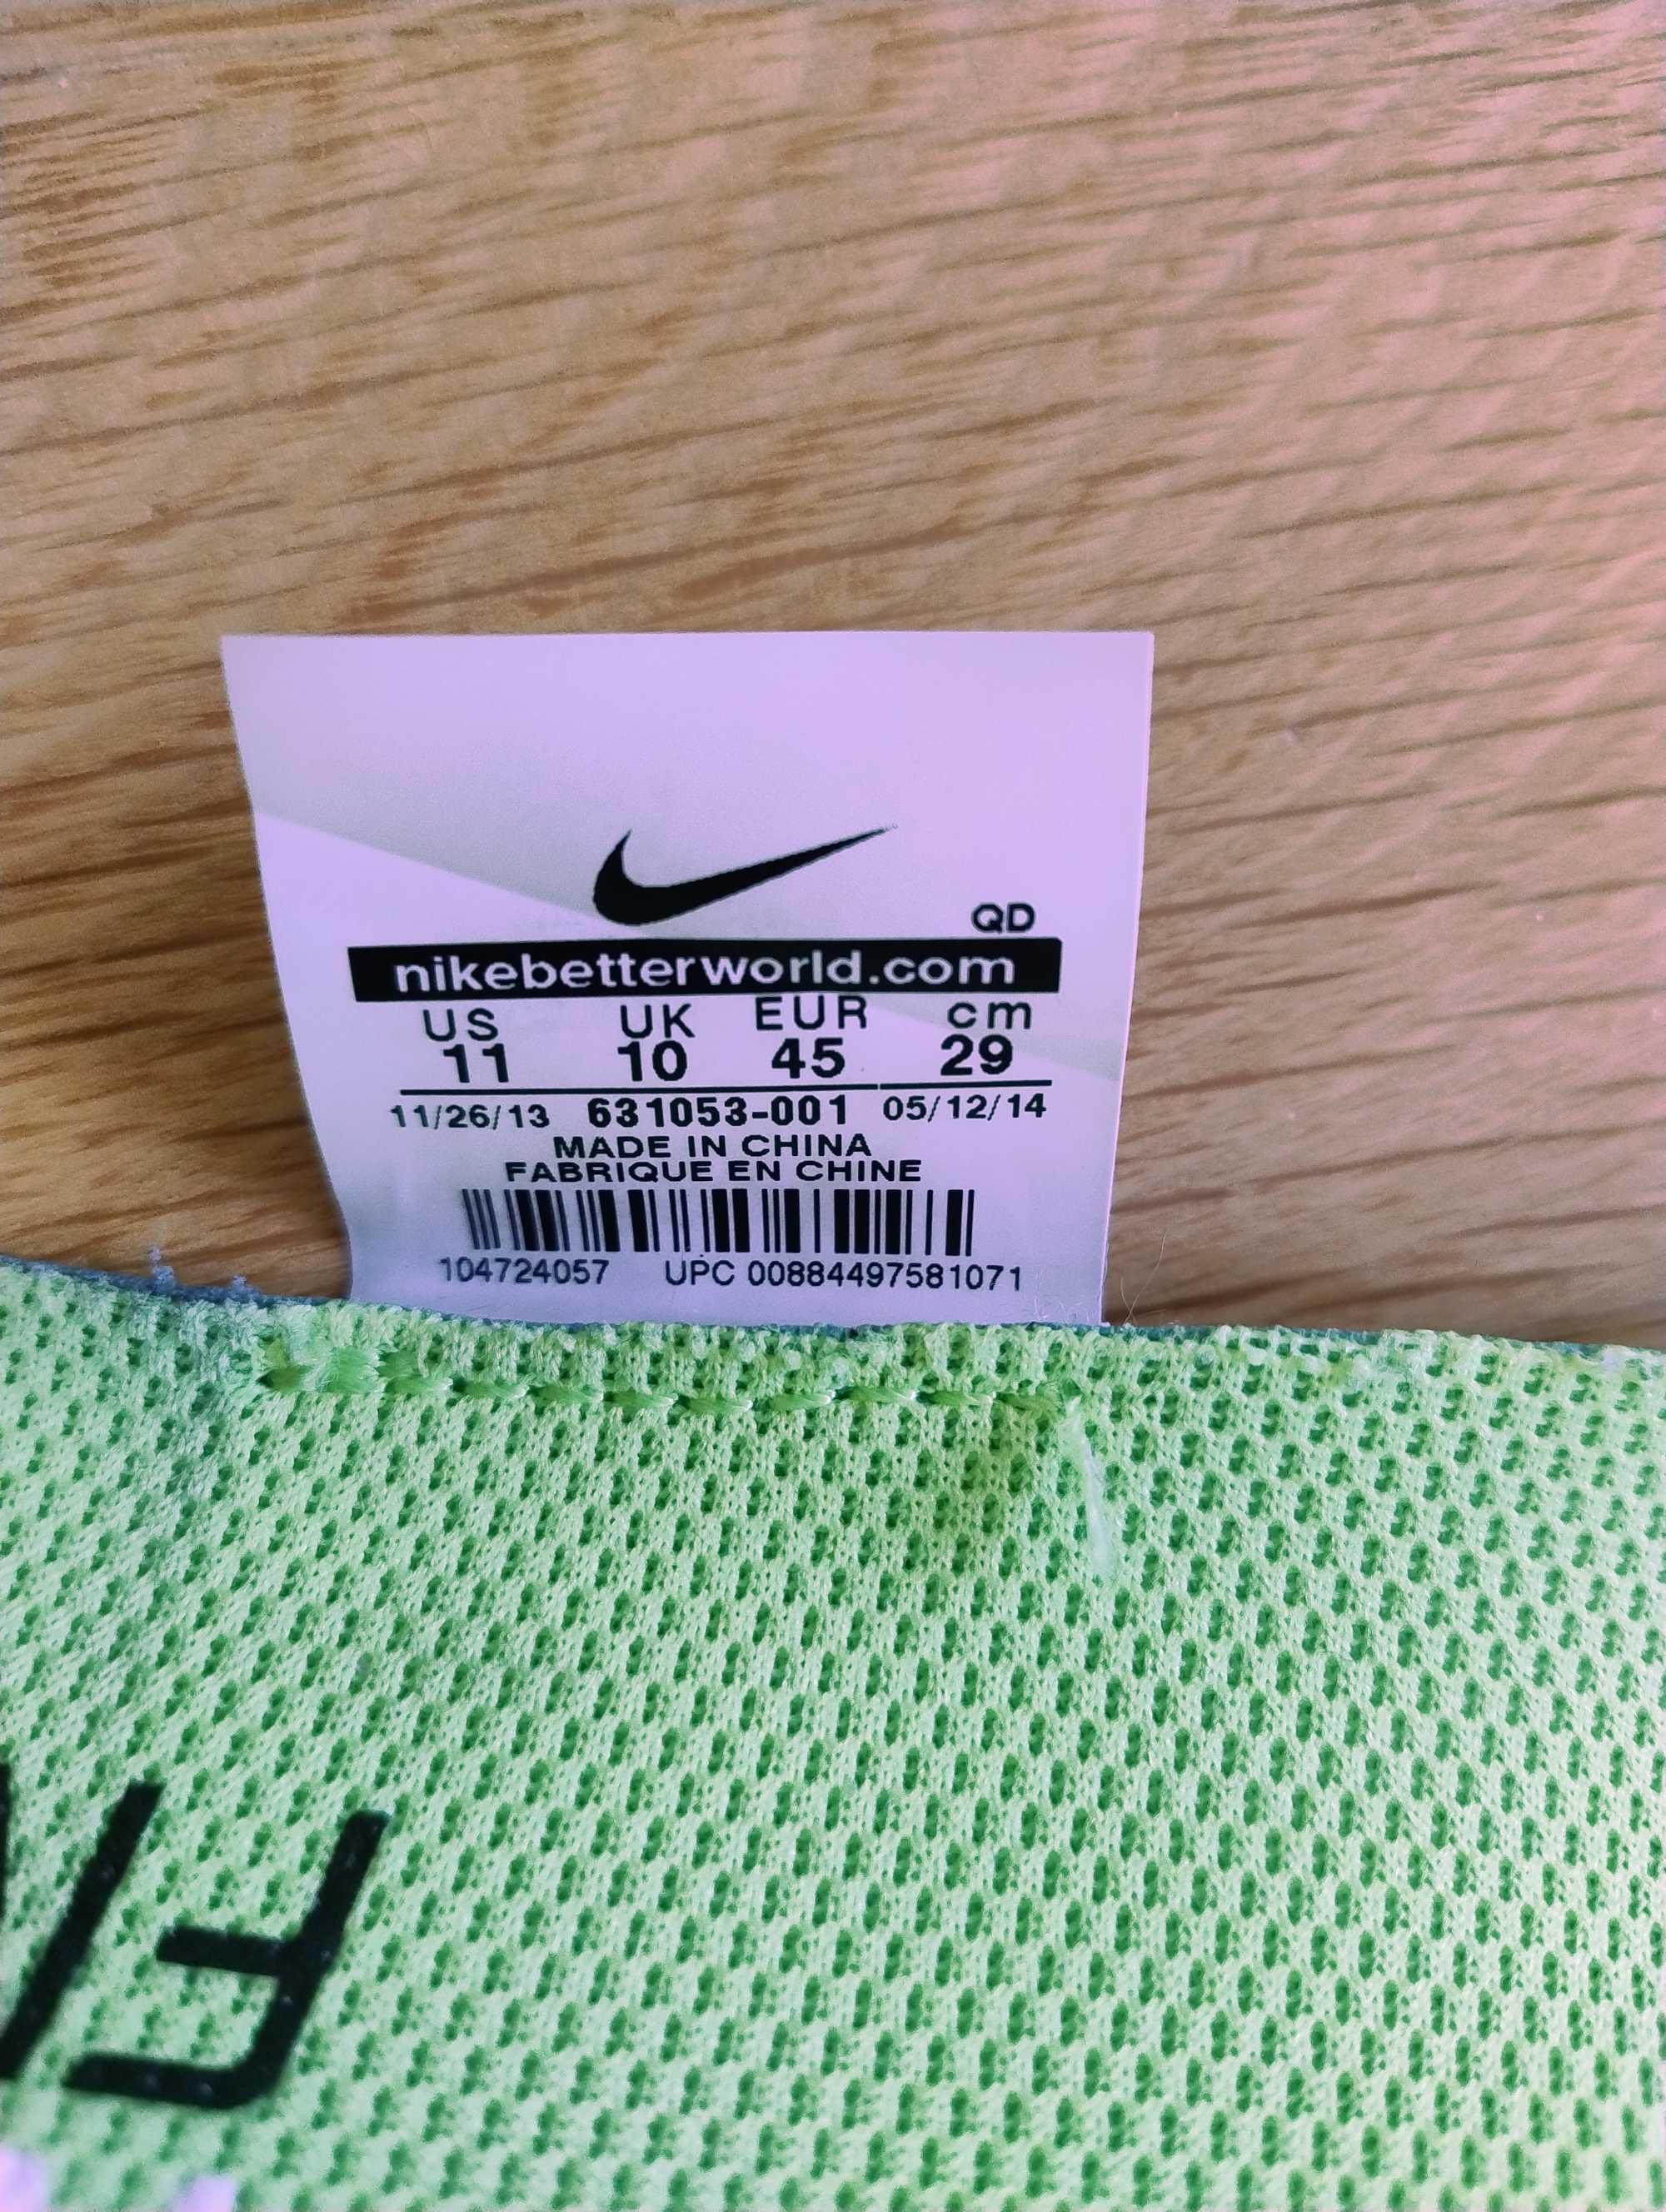 QD
nikebetterworld.com
US UK EUR cm
11 10 45 29
11/26/13 631053-001 05/12/14
MADE IN CHINA
FABRIQUE EN CHINE
104724057 UPC 00884497581071